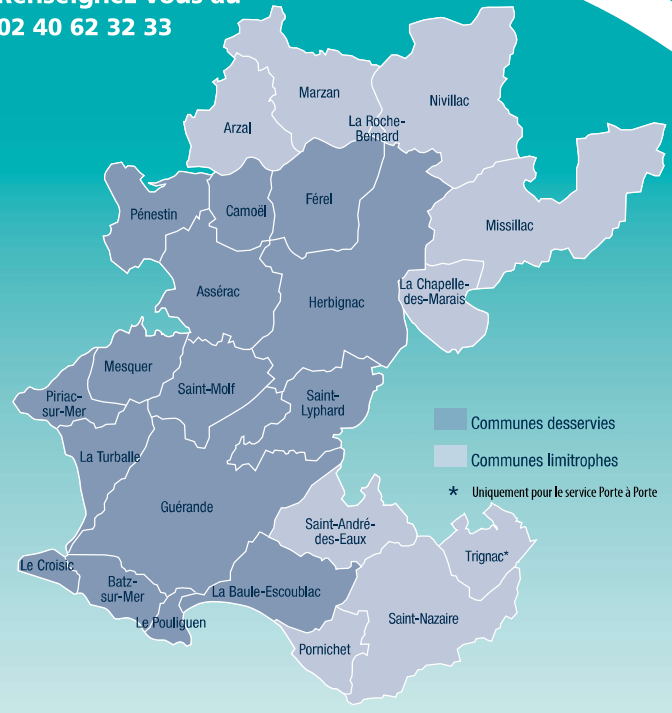 Renseignez-vous au
02 40 62 32 33
Marzan
Nivillac
La Roche-
Bernard
Arzal
Férel
Camoël
Pénestin
Missillac
Assérac
Herbignac
La Chapelle-
des-Marais
Mesquer
Saint-Molf
Saint-
Lyphard
Piriac-
sur-Mer
La Turballe
Guérande
Saint-André-
des-Eaux
Trignac*
Le Croisic
Batz-
sur-Mer
La Baule-Escoublac
Le Pouliguen
Saint-Nazaire
Pornichet
Communes desservies
Communes limitrophes
* Uniquement pour le service Porte à Porte